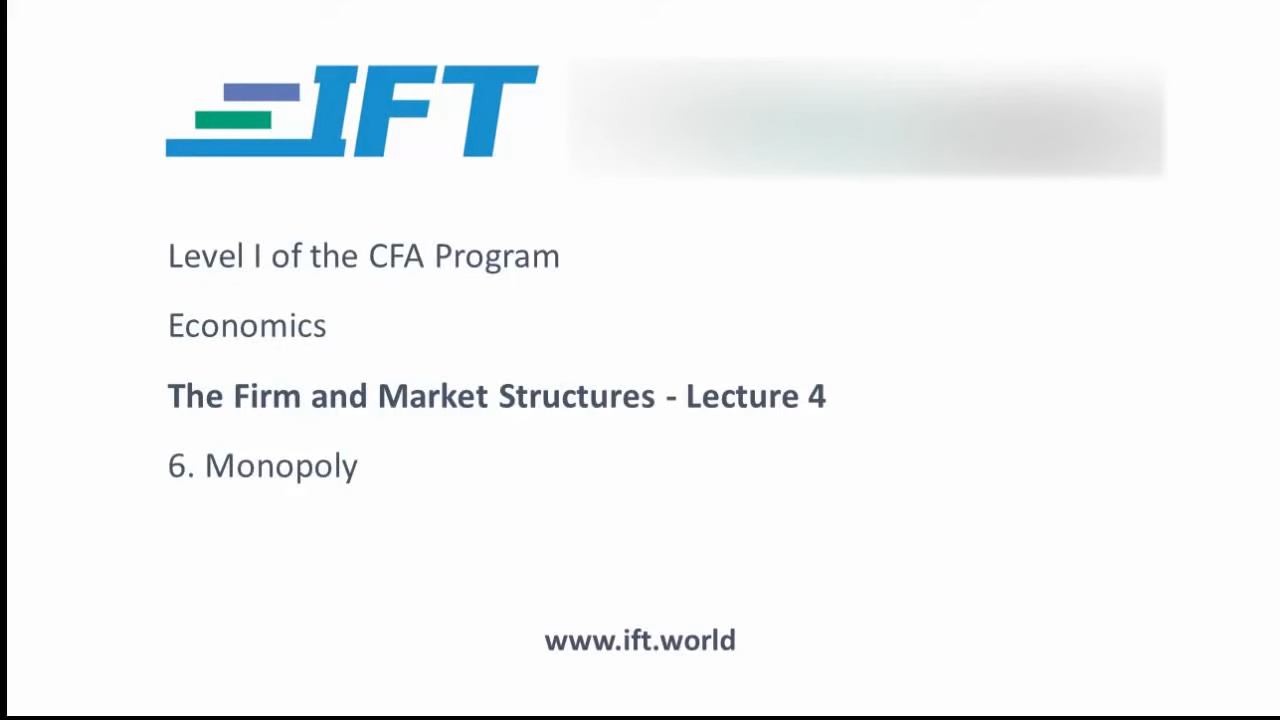 IFT
Level I of the CFA Program
Economics
The Firm and Market Structures - Lecture 4
6. Monopoly
www.ift.world